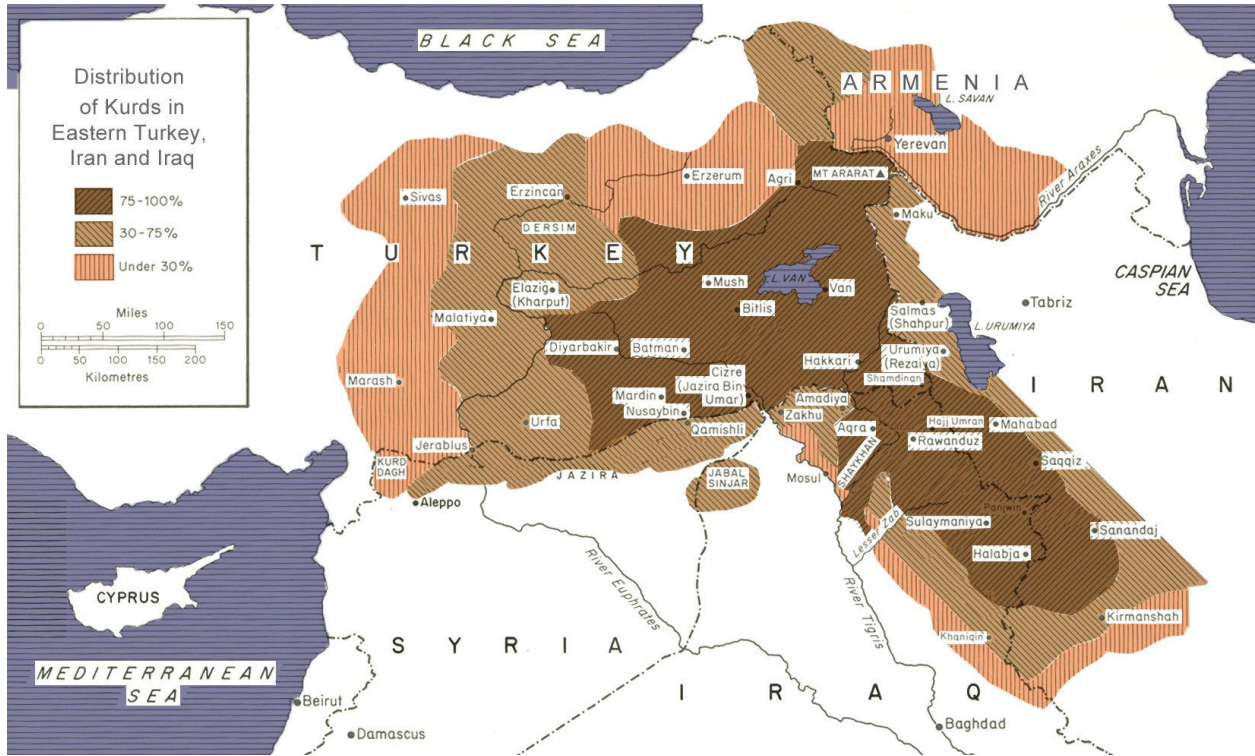 Distribution
of Kurds in
Eastern Turkey,
Iran and Iraq
75-100%
30-75%
Under 30%
Miles
0 50 100 150
0 50 100 150 200
Kilometres
BLACK SEA
ARMENIA
L. SAVAN
Yerevan
River Araxes
MT ARARAT
Agri
Erzerum
Sivas
Erzincan
DERSIM
Maku
TURKEY
CASPIAN
SEA
L. VAN
Mush
Van
Bitlis
Elazig
(Kharput)
Malatiya
Salmas
(Shahpur)
Tabriz
L. URUMIYA
Diyarbakir
Batman
Hakkari
Urumiya
(Rezaiya)
Shamdinan
IRAN
Marash
Cizre
(Jazira Bin
Umar)
Mardin
Nusaybin
Amadiya
Zakhu
Urfa
Qamishli
Aqra
Hajj Umran
Mahabad
Rawanduz
Jerablus
KURD
DAGH
JAZIRA
JABAL
SINJAR
Mosul
SHAYKHAN
Saqqiz
Aleppo
Panjwin
Lesser Zab
Sulaymaniya
Sanandaj
Halabja
River Euphrates
River Tigris
CYPRUS
Kirmanshah
Khaniqin
SYRIA
MEDITERRANEAN
SEA
IRAQ
Beirut
Baghdad
Damascus